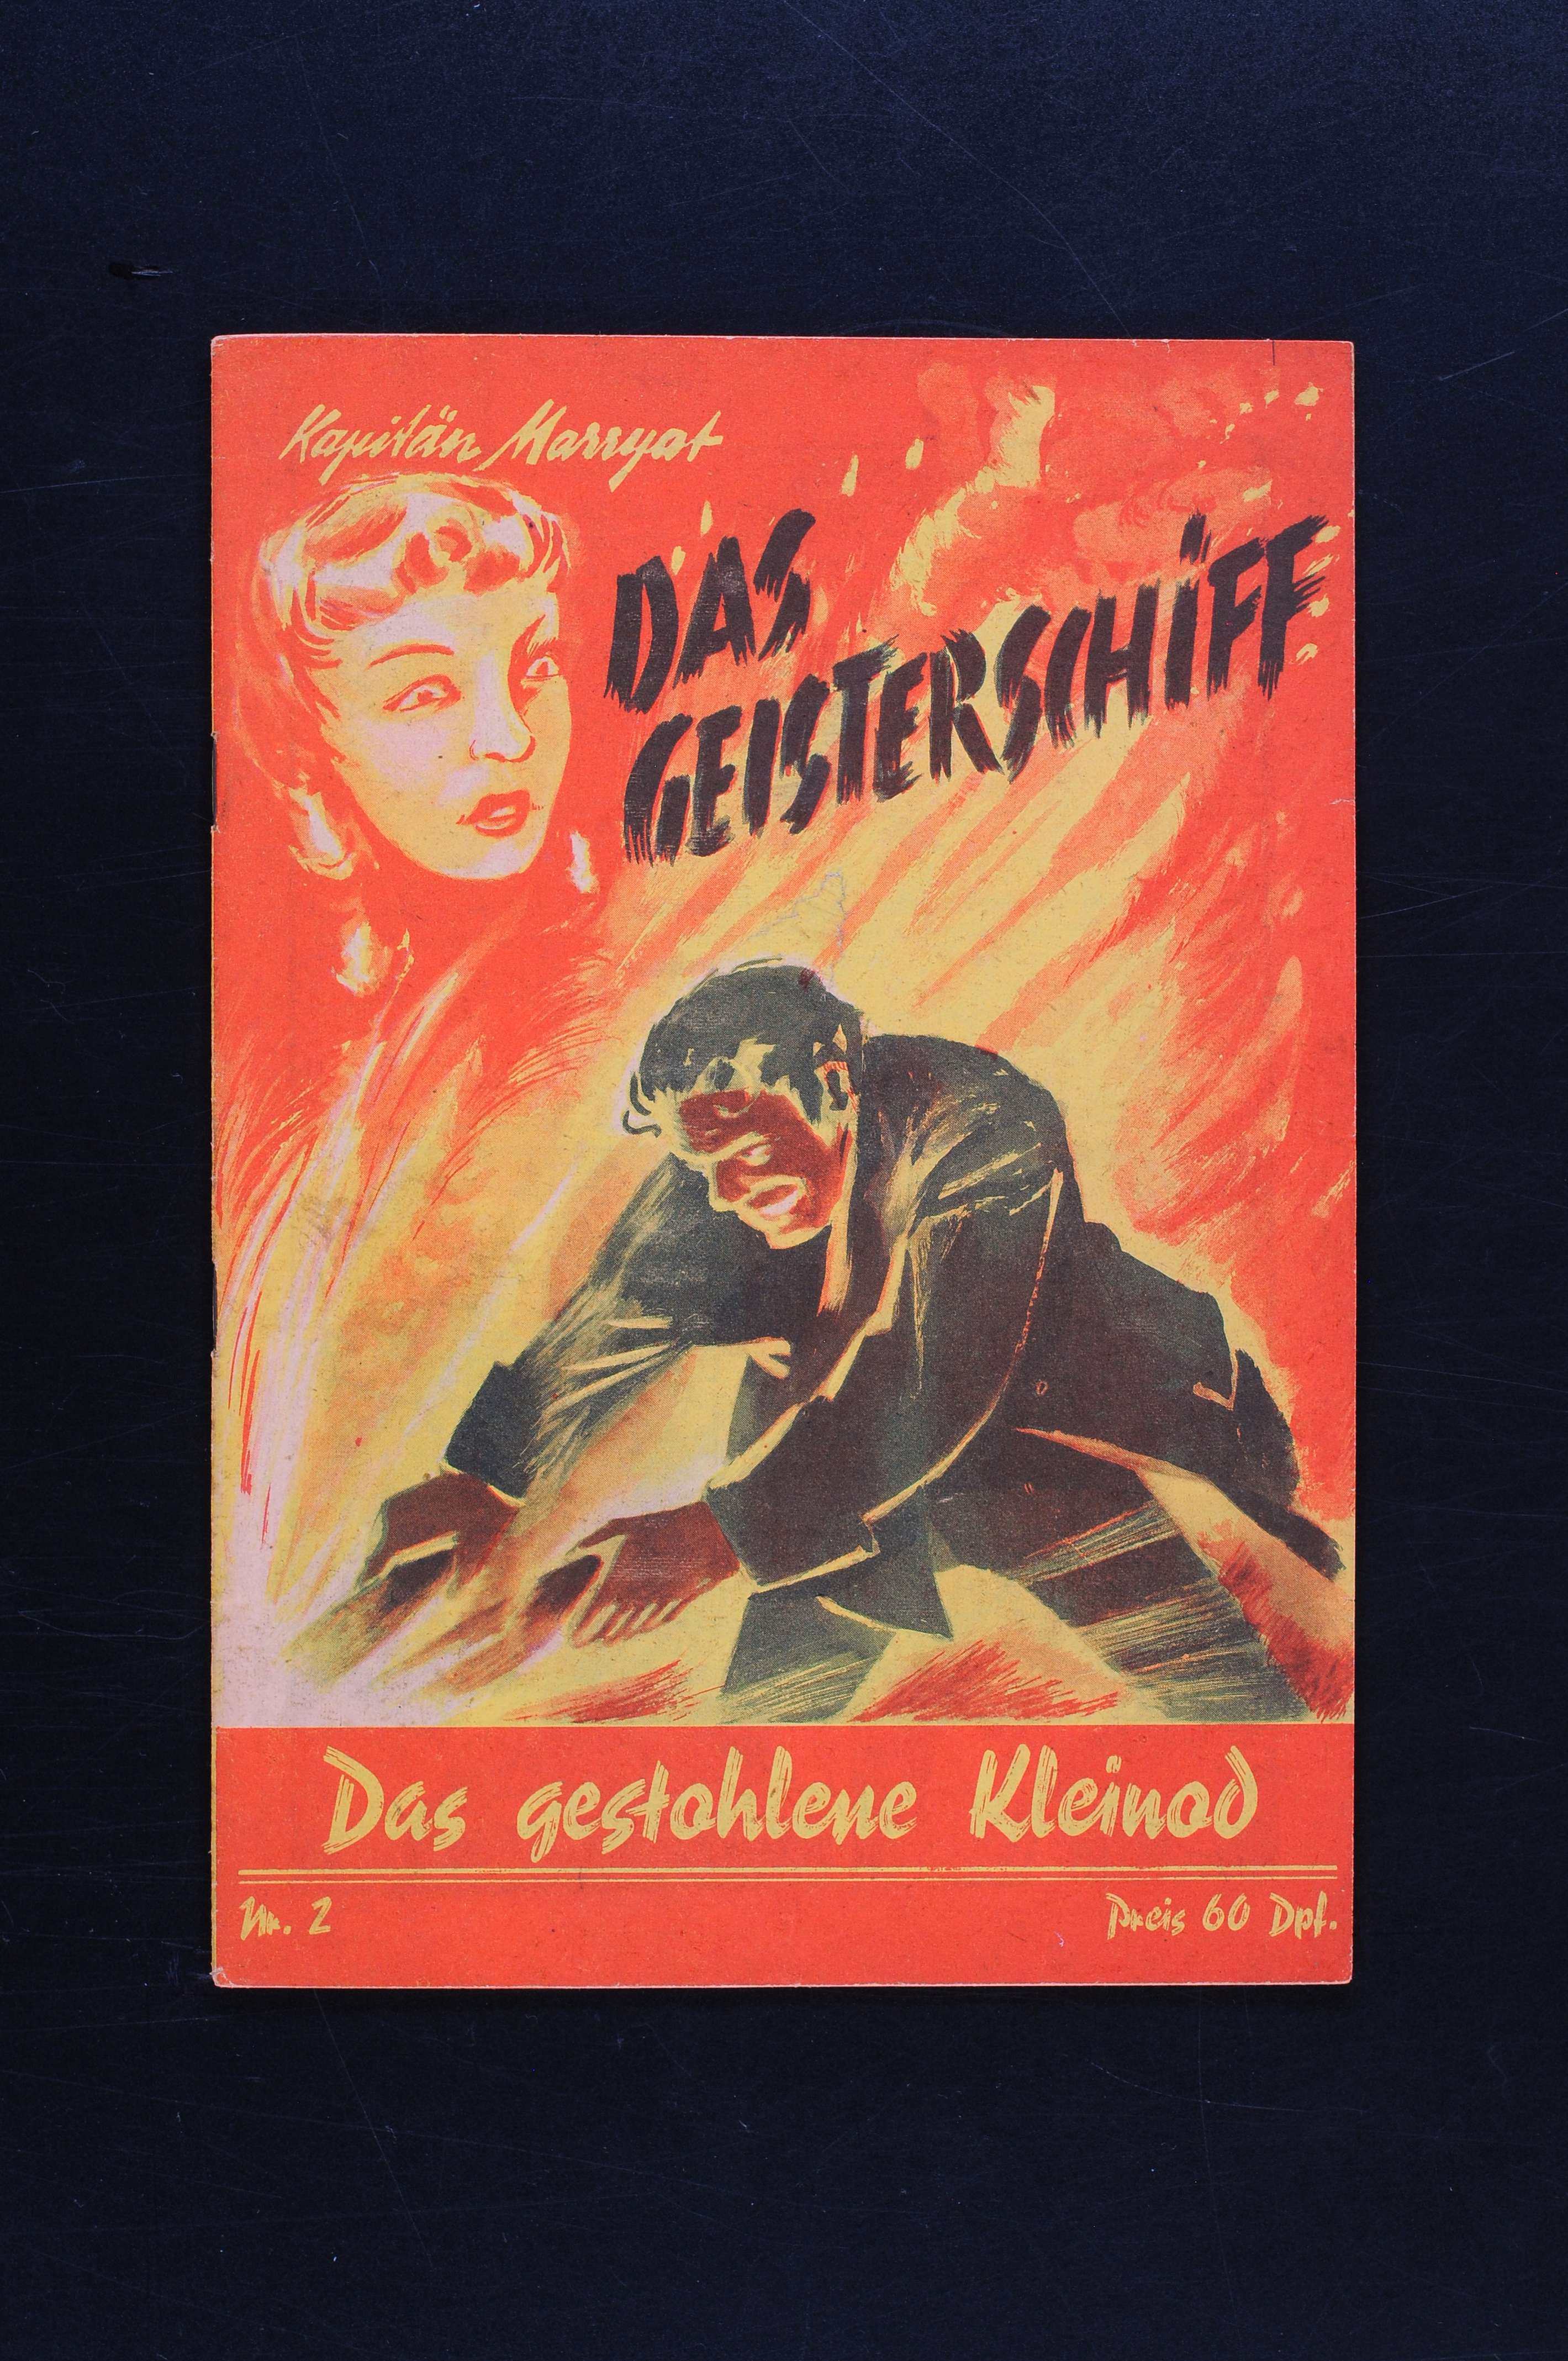 Kapitän Marryat
DAS
GEISTERSCHIFF
Das gestohlene Kleinod
Nr. 2
Preis 60 Dpf.